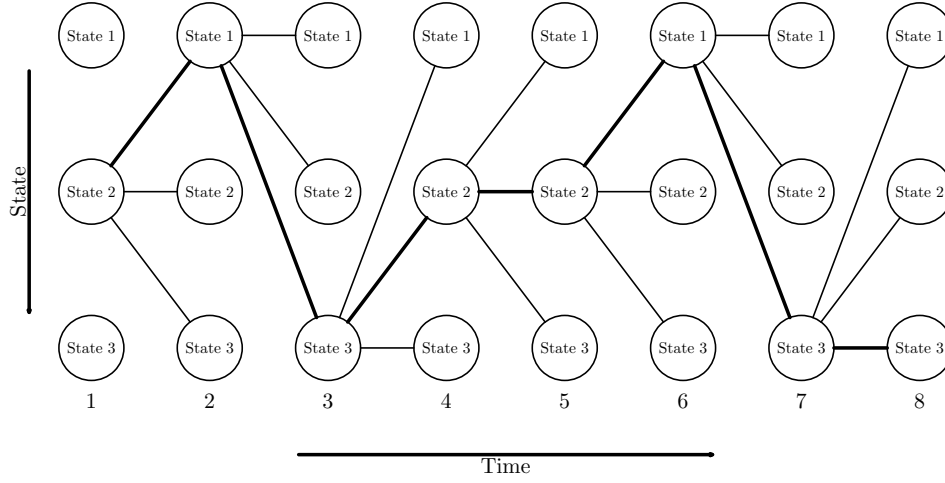 State 1 State 1 State 1 State 1 State 1 State 1 State 1 State 1
State
State 2 State 2 State 2 State 2 State 2 State 2 State 2 State 2
State 3 State 3 State 3 State 3 State 3 State 3 State 3 State 3
1 2 3 4 5 6 7 8
Time